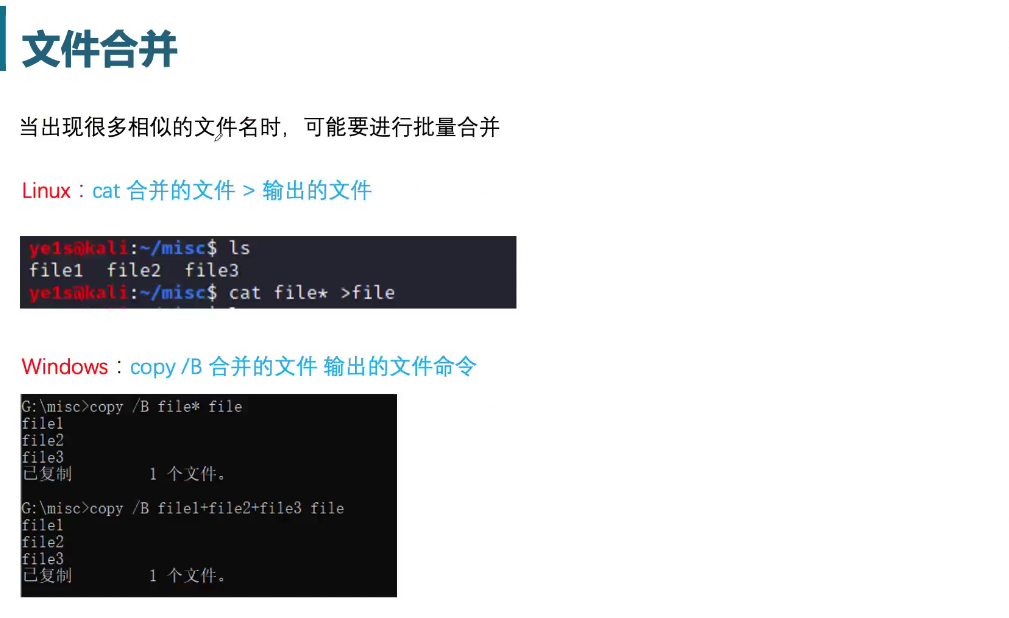 文件合并
当出现很多相似的文件名时，可能要进行批量合并
Linux：cat 合并的文件 > 输出的文件
ye1s@kali:~/misc$ ls
file1 file2 file3
ye1s@kali:~/misc$ cat file* >file
Windows：copy /B 合并的文件 输出的文件命令
G:\misc>copy /B file* file
file1
file2
file3
已复制 1 个文件。
G:\misc>copy /B file1+file2+file3 file
file1
file2
file3
已复制 1 个文件。